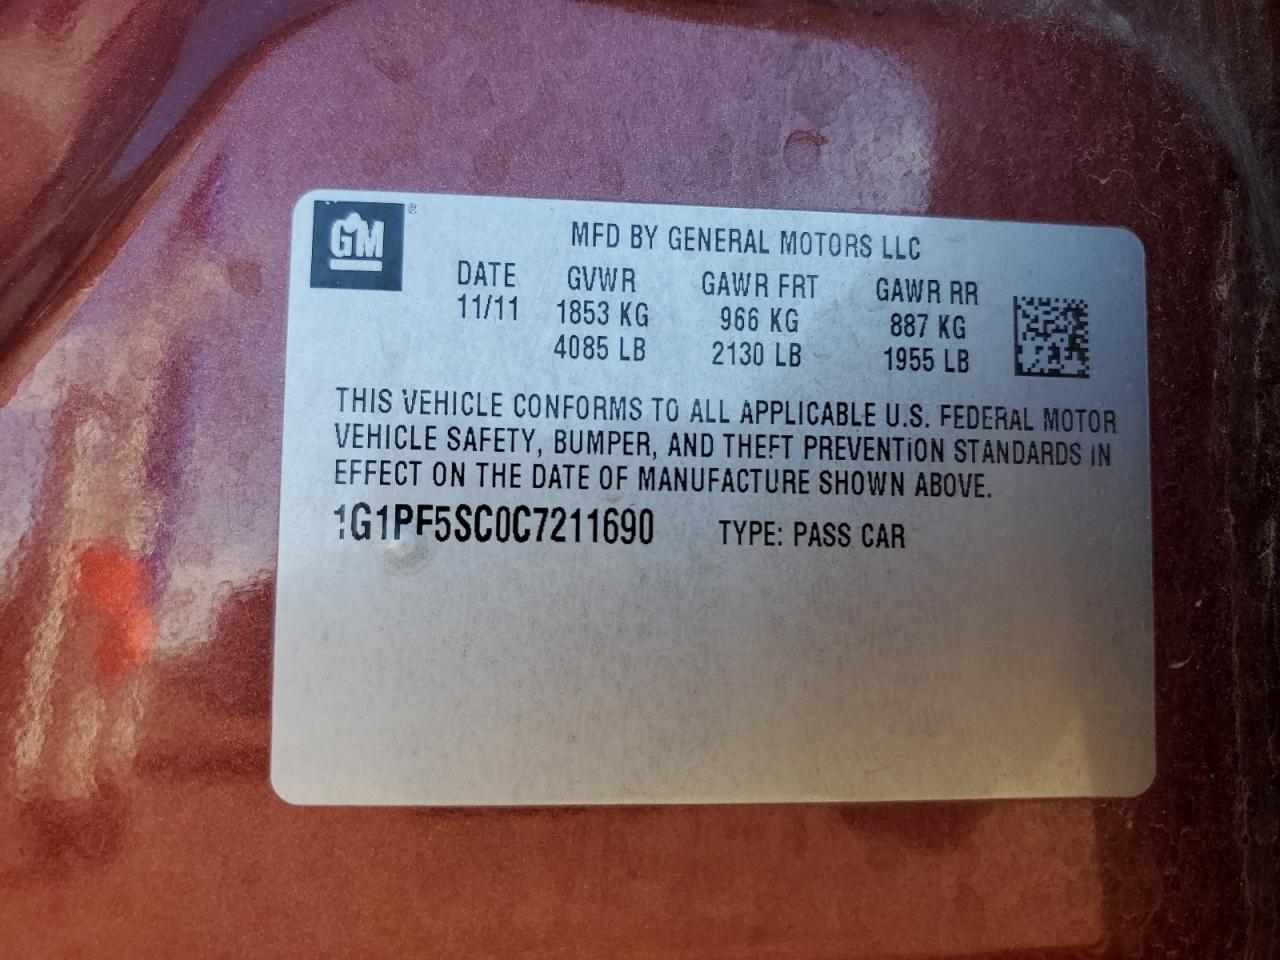 GM ®
MFD BY GENERAL MOTORS LLC
DATE GVWR GAWR FRT GAWR RR
11/11 1853 KG 966 KG 887 KG
4085 LB 2130 LB 1955 LB
THIS VEHICLE CONFORMS TO ALL APPLICABLE U.S. FEDERAL MOTOR
VEHICLE SAFETY, BUMPER, AND THEFT PREVENTION STANDARDS IN
EFFECT ON THE DATE OF MANUFACTURE SHOWN ABOVE.
1G1PF5SC0C7211690 TYPE: PASS CAR